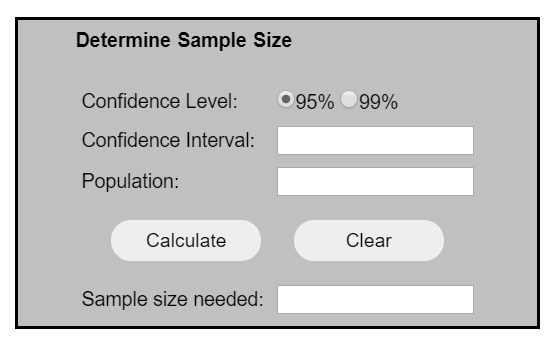 Determine Sample Size
Confidence Level: 95% 99%
Confidence Interval:
Population:
Calculate Clear
Sample size needed: